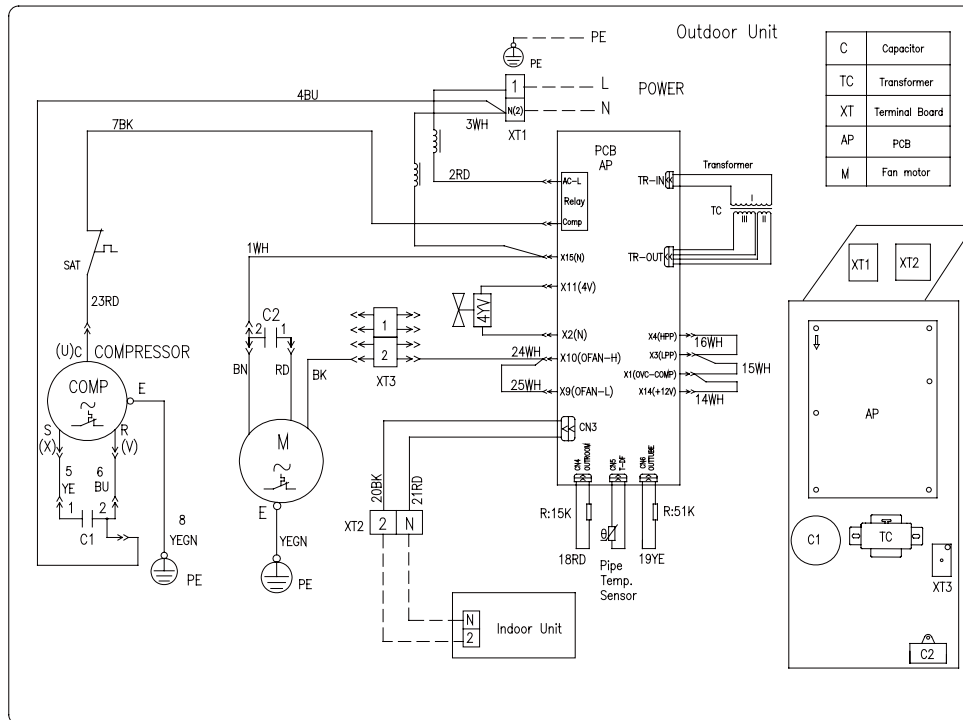 Outdoor Unit
PE
PE
1
L
POWER
N(2)
N
XT1
4BU
3WH
7BK
2RD
C Capacitor
TC Transformer
XT Terminal Board
AP PCB
M Fan motor
PCB
AP
AC-L
Relay
Comp
TR-IN
Transformer
TC
I
III
II
TR-OUT
SAT
1WH
X15(N)
X11(4V)
4YV
X2(N)
23RD
C2
2
1
1
2
XT3
X4(HPP)
16WH
X3(LPP)
15WH
X1(OVC-COMP)
14WH
X14(+12V)
24WH
X10(OFAN-H)
25WH
X9(OFAN-L)
(U)C COMPRESSOR
COMP
E
BN
RD
BK
M
E
S
(X)
R
(V)
5
YE
6
BU
1
2
C1
8
YEGN
PE
YEGN
PE
CN3
20BK
21RD
XT2
2
N
CN4
OUTROOM
CN5
T-DF
CN6
OUTTUBE
R:15K
θ
R:51K
18RD
Pipe
Temp.
Sensor
19YE
N
2
Indoor Unit
XT1
XT2
AP
C1
TC
XT3
C2